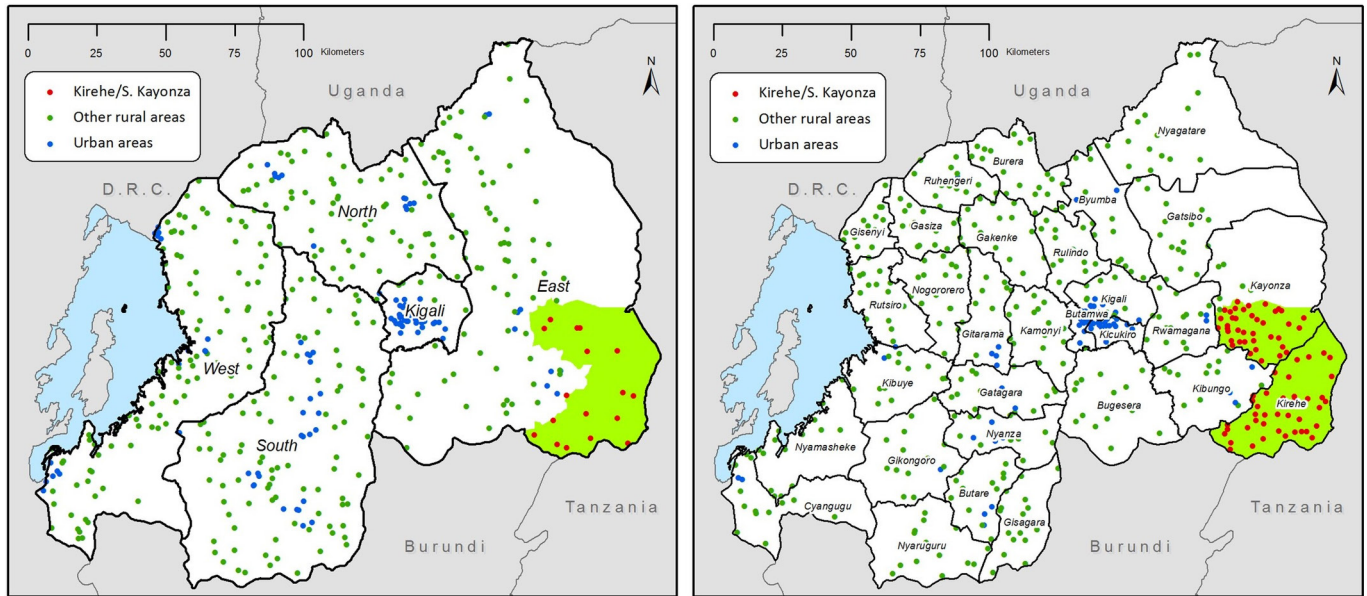 0 25 50 100
Kilometers
N
Kirehe/S. Kayonza
Other rural areas
Urban areas
Uganda
D.R.C.
North
East
Kigali
West
South
Tanzania
Burundi
0 25 50 100
Kilometers
N
Kirehe/S. Kayonza
Other rural areas
Urban areas
Uganda
Nyagatare
Burera
D.R.C.
Ruhengeri
Byumba
Gatsibo
Gisenyi
Gasiza
Gakenke
Rulindo
Kayonza
Nogororero
Rutsiro
Kigali
Butamwa
Gitarama
Kamonyi
Kicukiro
Rwamagana
Kibuye
Gatagara
Kibungo
Bugesera
Kirehe
Nyanza
Nyamasheke
Gikongoro
Butare
Cyangugu
Tanzania
Gisagara
Nyaruguru
Burundi